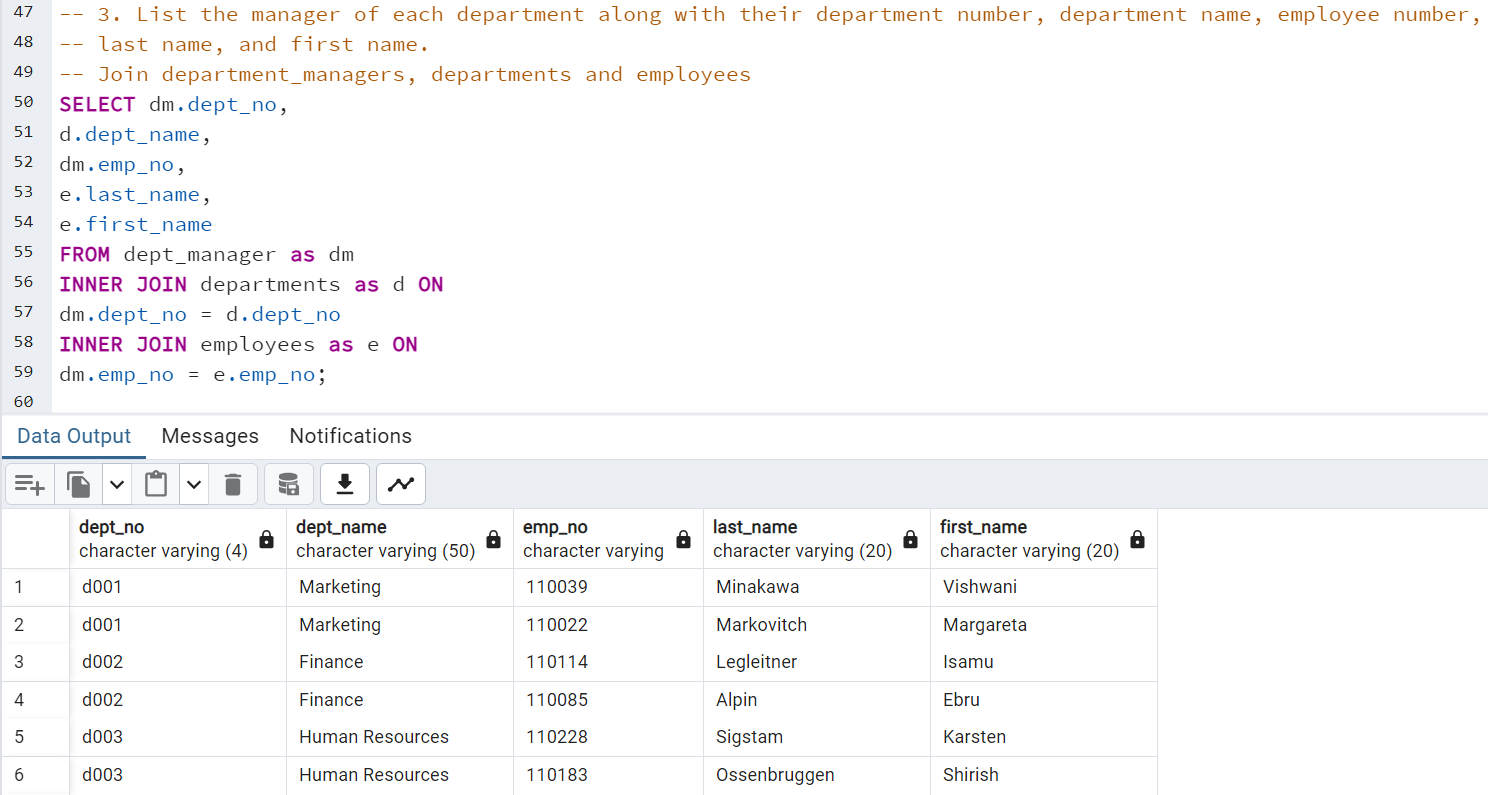 47 -- 3. List the manager of each department along with their department number, department name, employee number,
48 -- last name, and first name.
49 -- Join department_managers, departments and employees
50 SELECT dm.dept_no,
51 d.dept_name,
52 dm.emp_no,
53 e.last_name,
54 e.first_name
55 FROM dept_manager as dm
56 INNER JOIN departments as d ON
57 dm.dept_no = d.dept_no
58 INNER JOIN employees as e ON
59 dm.emp_no = e.emp_no;
60
Data Output Messages Notifications
dept_no dept_name emp_no last_name first_name
character varying (4) character varying (50) character varying character varying (20) character varying (20)
1 d001 Marketing 110039 Minakawa Vishwani
2 d001 Marketing 110022 Markovitch Margareta
3 d002 Finance 110114 Legleitner Isamu
4 d002 Finance 110085 Alpin Ebru
5 d003 Human Resources 110228 Sigstam Karsten
6 d003 Human Resources 110183 Ossenbruggen Shirish